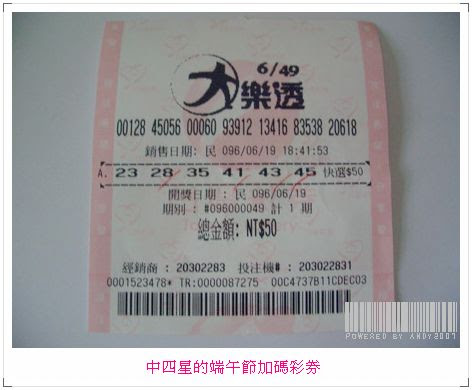 6/49
大樂透
00128 45056 00060 93912 13416 83538 20618
銷售日期: 民 096/06/19 18:41:53
A. 23 28 35 41 43 45 快選$50
開獎日期 : 民 096/06/19
期別 : #096000049 計 1 期
總金額: NT$50
經銷商 : 20302283 投注機# : 203022831
0001523478* TR:0000087275 00C4737B11CDEC03
POWERED BY ANDY2007
中四星的端午節加碼彩券